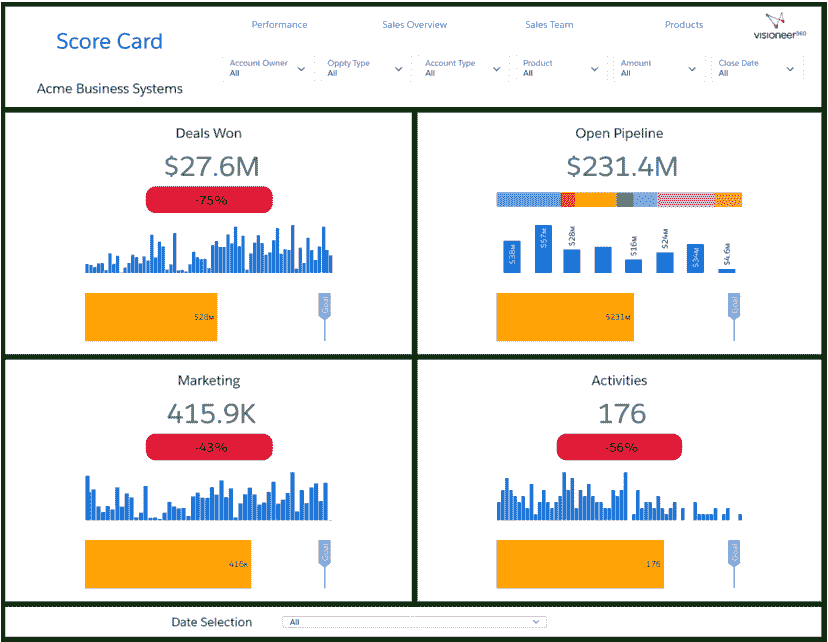 Performance
Sales Overview
Sales Team
Products
visioneer360
Score Card
Account Owner
All
Oppty Type
All
Account Type
All
Product
All
Amount
All
Close Date
All
Acme Business Systems
Deals Won
$27.6M
-75%
$28M
Goal
Open Pipeline
$231.4M
$38M
$57M
$28M
$16M
$24M
$34M
$4.6M
$231M
Goal
Marketing
415.9K
-43%
416K
Goal
Activities
176
-56%
176
Goal
Date Selection
All